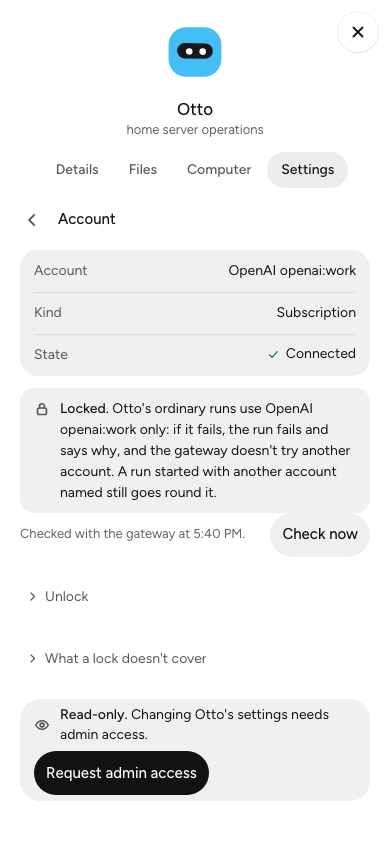 Otto
home server operations
Details Files Computer Settings
Account
Account OpenAI openai:work
Kind Subscription
State Connected
Locked. Otto's ordinary runs use OpenAI
openai:work only: if it fails, the run fails and
says why, and the gateway doesn't try another
account. A run started with another account
named still goes round it.
Checked with the gateway at 5:40 PM. Check now
Unlock
What a lock doesn't cover
Read-only. Changing Otto's settings needs
admin access.
Request admin access